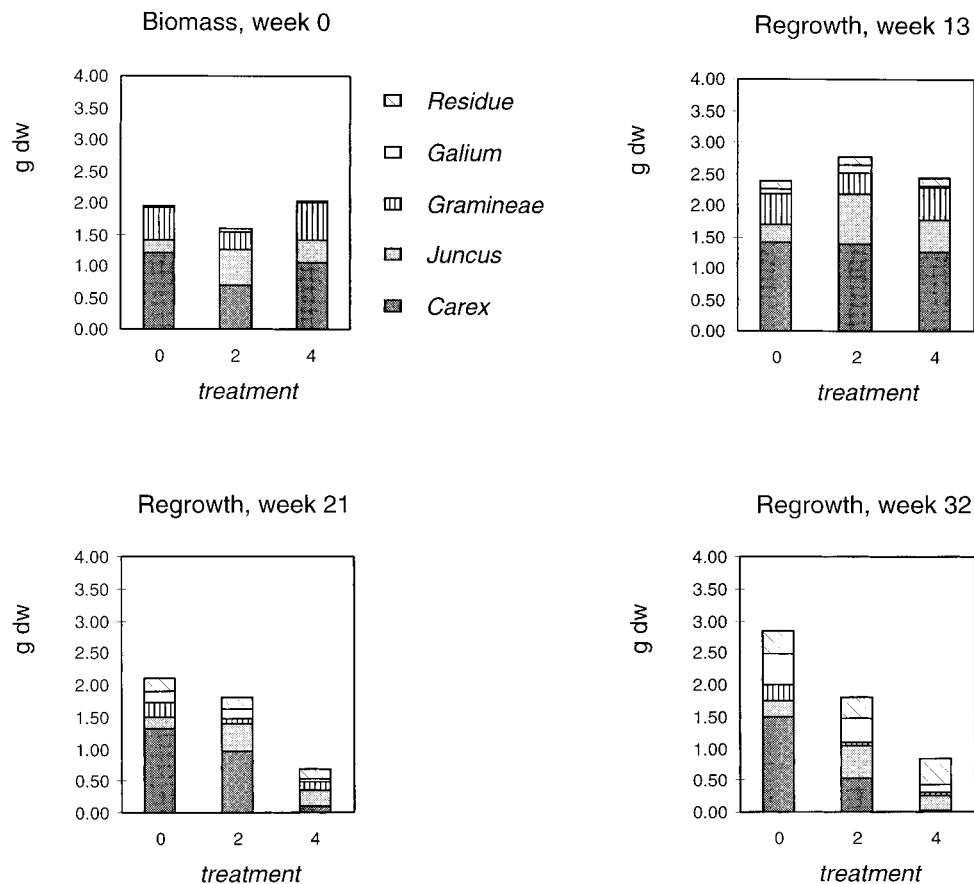 Biomass, week 0
g dw
4.00
3.50
3.00
2.50
2.00
1.50
1.00
0.50
0.00
0 2 4
treatment
Residue
Galium
Gramineae
Juncus
Carex
Regrowth, week 13
g dw
4.00
3.50
3.00
2.50
2.00
1.50
1.00
0.50
0.00
0 2 4
treatment
Regrowth, week 21
g dw
4.00
3.50
3.00
2.50
2.00
1.50
1.00
0.50
0.00
0 2 4
treatment
Regrowth, week 32
g dw
4.00
3.50
3.00
2.50
2.00
1.50
1.00
0.50
0.00
0 2 4
treatment